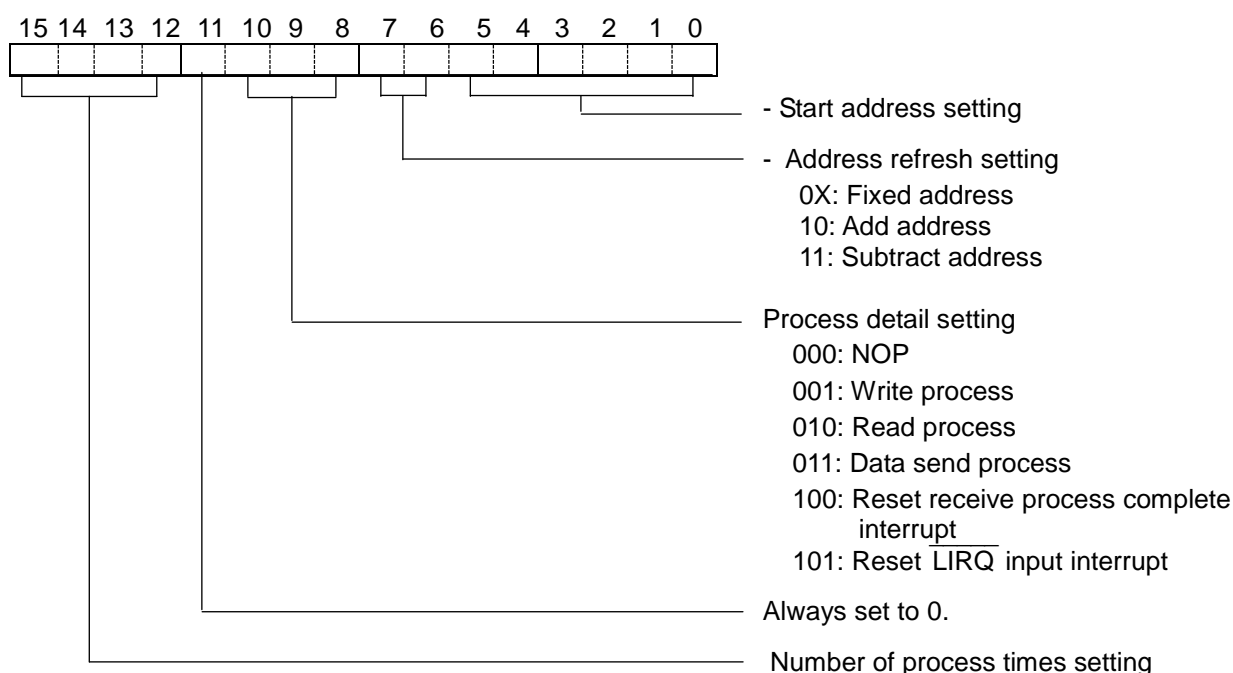 15 14 13 12 11 10 9 8 7 6 5 4 3 2 1 0
- Start address setting
- Address refresh setting
0X: Fixed address
10: Add address
11: Subtract address
Process detail setting
000: NOP
001: Write process
010: Read process
011: Data send process
100: Reset receive process complete
interrupt
101: Reset LIRQ input interrupt
Always set to 0.
Number of process times setting